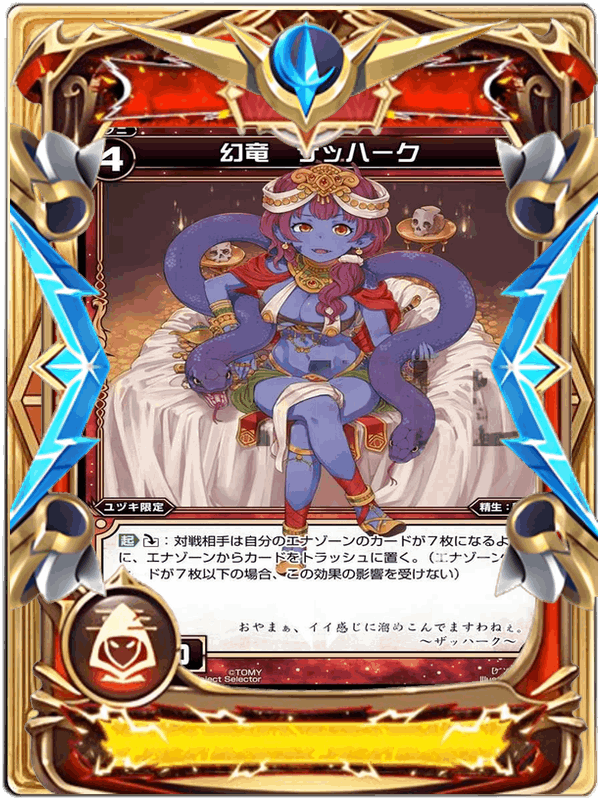 4
幻竜 ザッハーク
ユヅキ限定
精生:
起 : 対戦相手は自分のエナゾーンのカードが7枚になるよ
に、エナゾーンからカードをトラッシュに置く。(エナゾーン
ドが7枚以下の場合、この効果の影響を受けない)
おやまぁ、イイ感じに溜めこんでますわねぇ。
～ザッハーク～
0
©TOMY
ject Selector
Illu